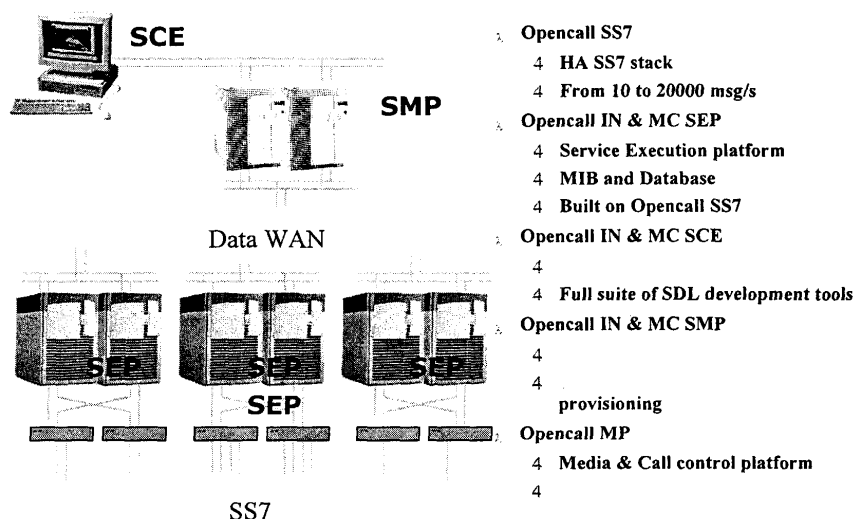 SCE
SMP
Data WAN
SEP SEP SEP
SEP
SS7
λ Opencall SS7
4 HA SS7 stack
4 From 10 to 20000 msg/s
λ Opencall IN & MC SEP
4 Service Execution platform
4 MIB and Database
4 Built on Opencall SS7
λ Opencall IN & MC SCE
4
4 Full suite of SDL development tools
λ Opencall IN & MC SMP
4
4
provisioning
λ Opencall MP
4 Media & Call control platform
4